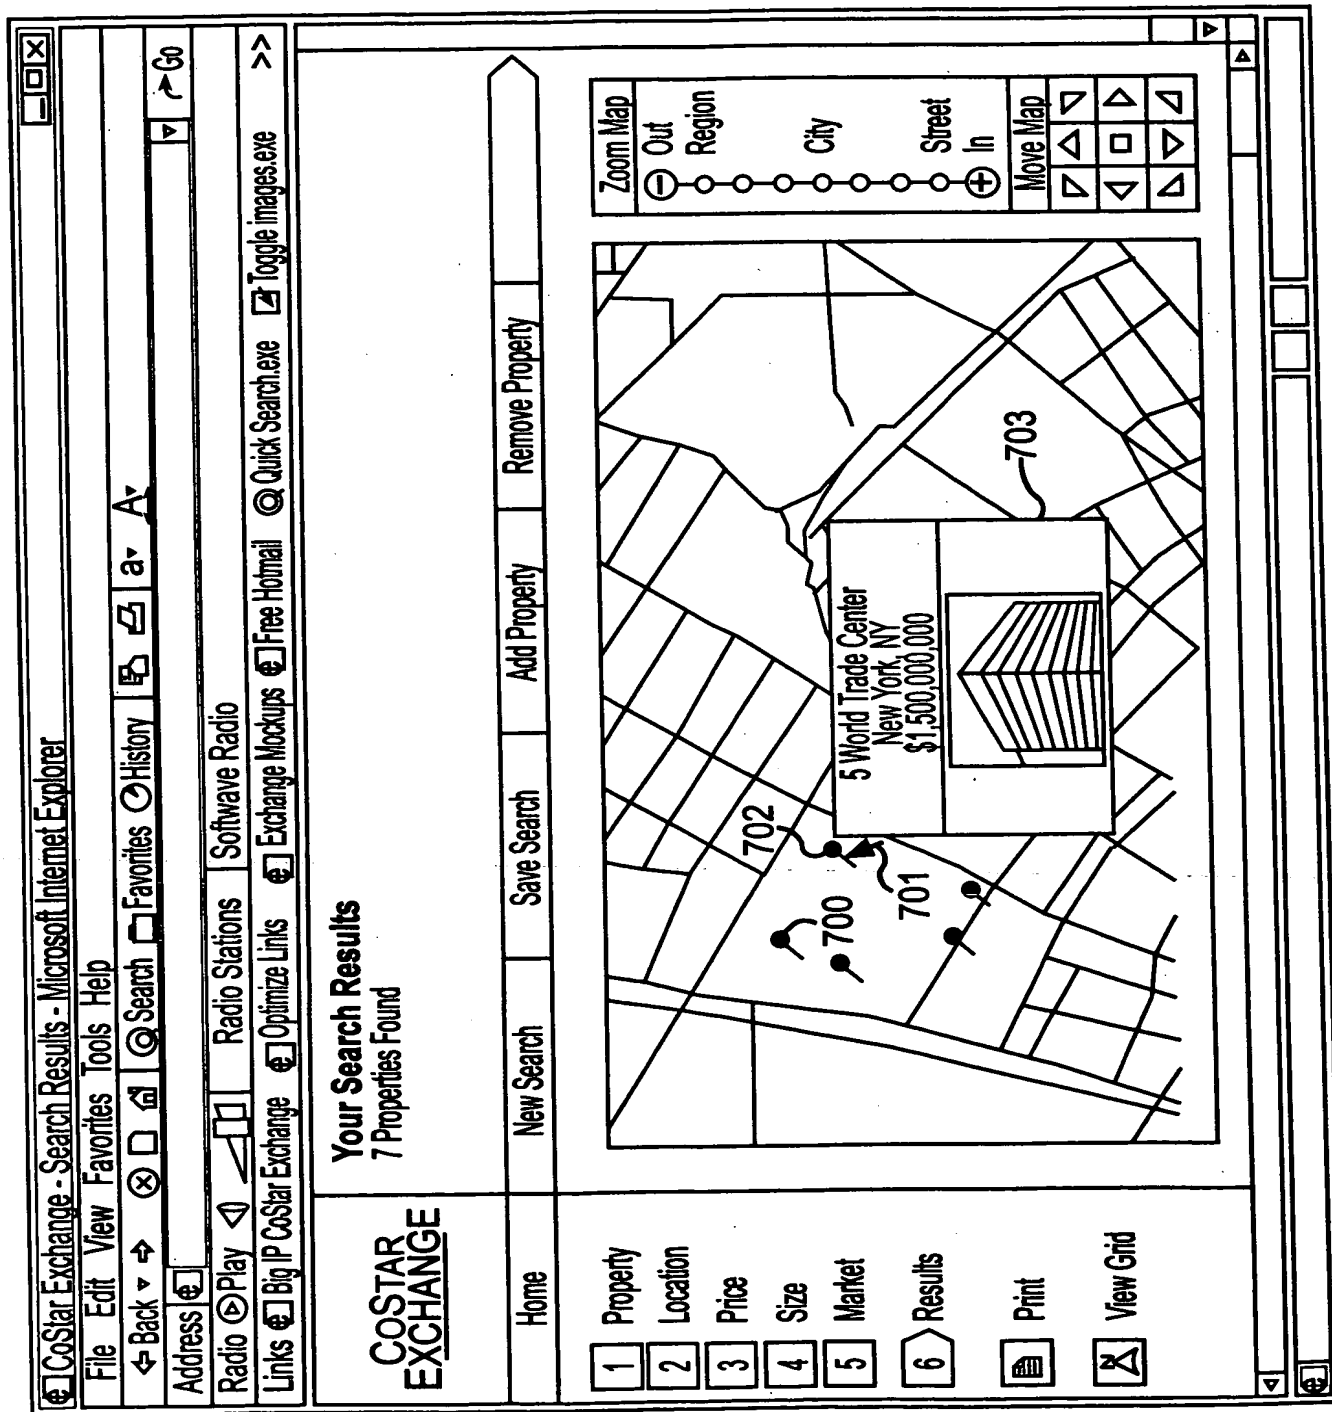 CoStar Exchange - Search Results - Microsoft Internet Explorer
File Edit View Favorites Tools Help
Back Search Favorites History a A
Address Go
Radio Play Radio Stations Softwave Radio
Links Big IP CoStar Exchange Optimize Links Exchange Mockups Free Hotmail Quick Search.exe Toggle images.exe >>
COSTAR
EXCHANGE
Your Search Results
7 Properties Found
Home New Search Save Search Add Property Remove Property
1 Property
2 Location
3 Price
4 Size
5 Market
6 Results
Print
N View Grid
700
701
702
5 World Trade Center
New York, NY
$1,500,000,000
703
Zoom Map
Out
Region
City
Street
In
Move Map